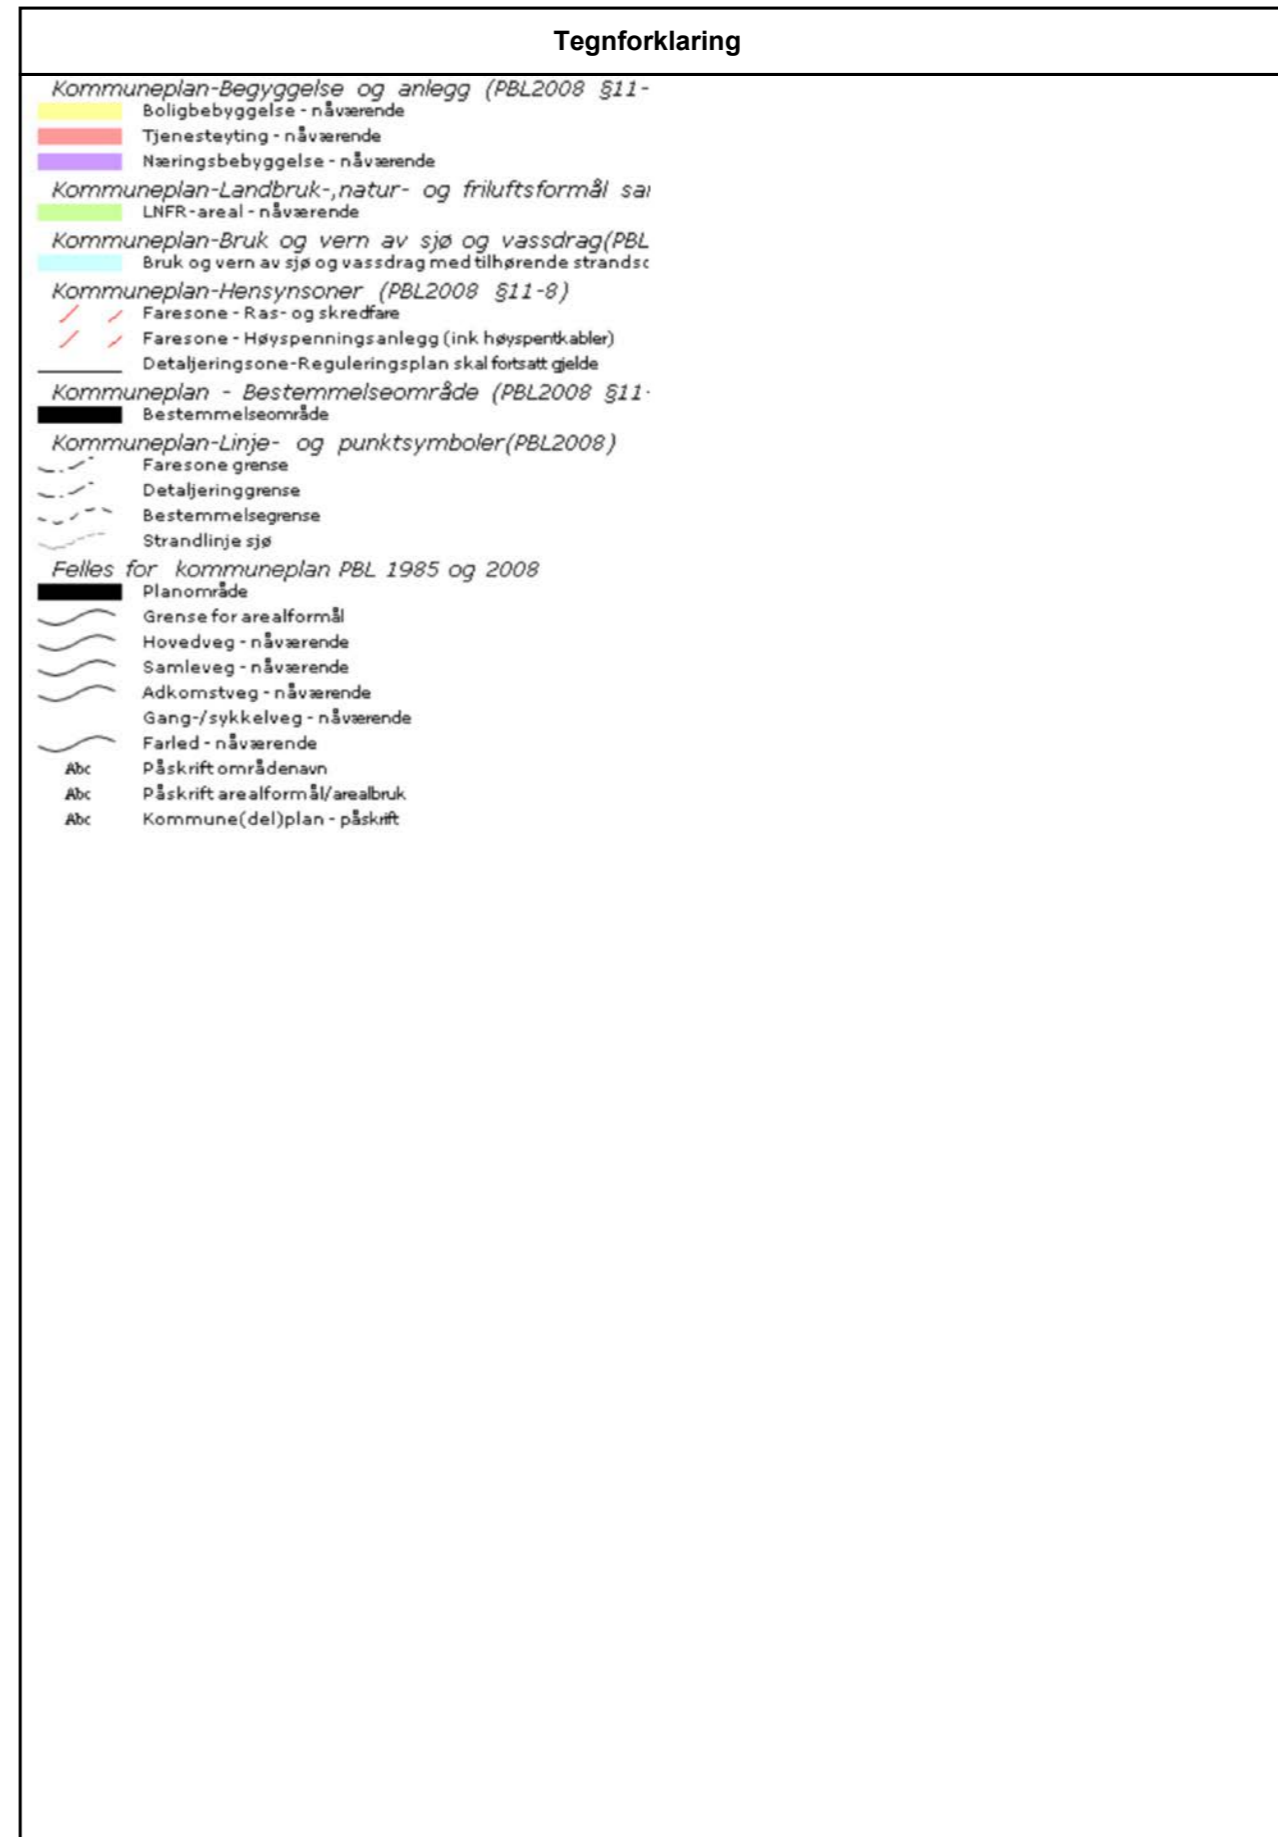 Tegnforklaring
Kommuneplan-Begyggelse og anlegg (PBL2008 §11-
Boligbebyggelse - nåværende
Tjenesteyting - nåværende
Næringsbebyggelse - nåværende
Kommuneplan-Landbruk-,natur- og friluftsformål sar
LNFR-areal - nåværende
Kommuneplan-Bruk og vern av sjø og vassdrag(PBL
Bruk og vern av sjø og vassdrag med tilhørende strandsc
Kommuneplan-Hensynsoner (PBL2008 §11-8)
Faresone - Ras- og skredfare
Faresone - Høyspenningsanlegg (ink høyspentkabler)
Detaljeringsone-Reguleringsplan skal fortsatt gjelde
Kommuneplan - Bestemmelseområde (PBL2008 §11-
Bestemmelseområde
Kommuneplan-Linje- og punktsymboler(PBL2008)
Faresone grense
Detaljeringgrense
Bestemmelsegrense
Strandlinje sjø
Felles for kommuneplan PBL 1985 og 2008
Planområde
Grense for arealformål
Hovedveg - nåværende
Samleveg - nåværende
Adkomstveg - nåværende
Gang-/sykkelveg - nåværende
Farled - nåværende
Abc Påskrift områdenavn
Abc Påskrift arealformål/arealbruk
Abc Kommune(del)plan - påskrift